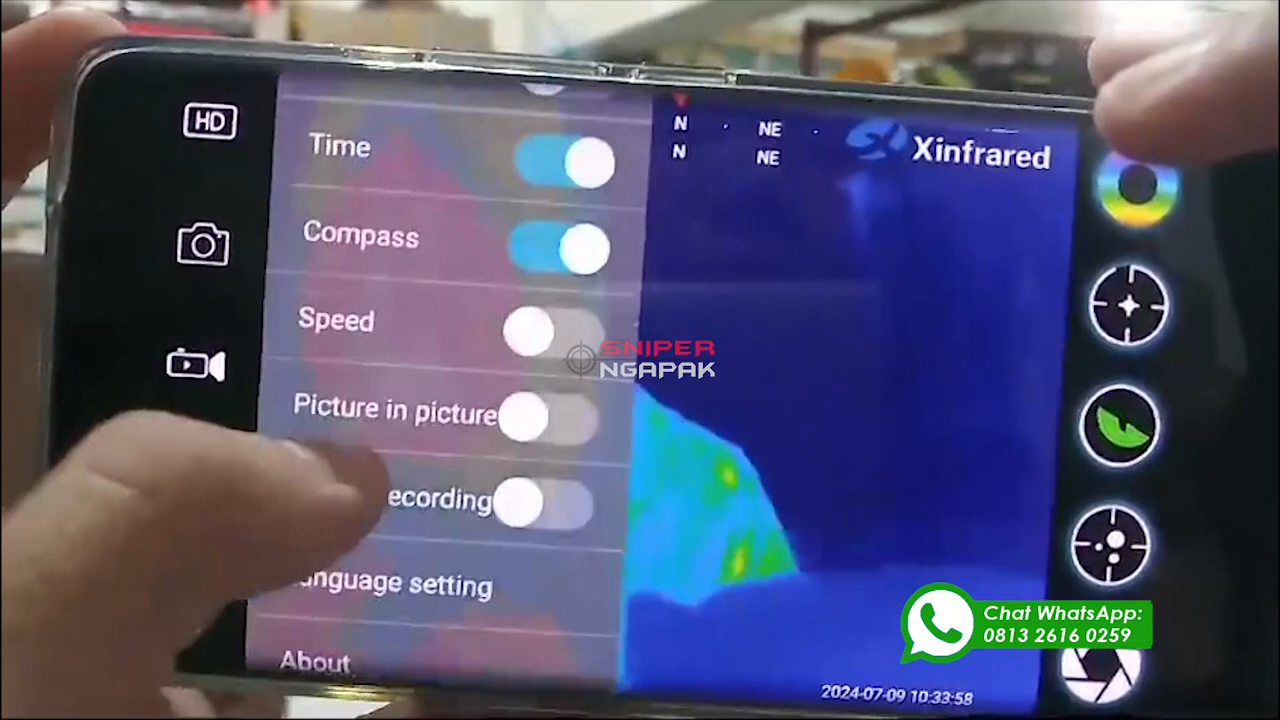 HD
Time
Compass
Speed
Picture in picture
ecording
anguage setting
About
N NE
N NE
Xinfrared
SNIPER
NGAPAK
Chat WhatsApp:
0813 2616 0259
2024-07-09 10:33:58